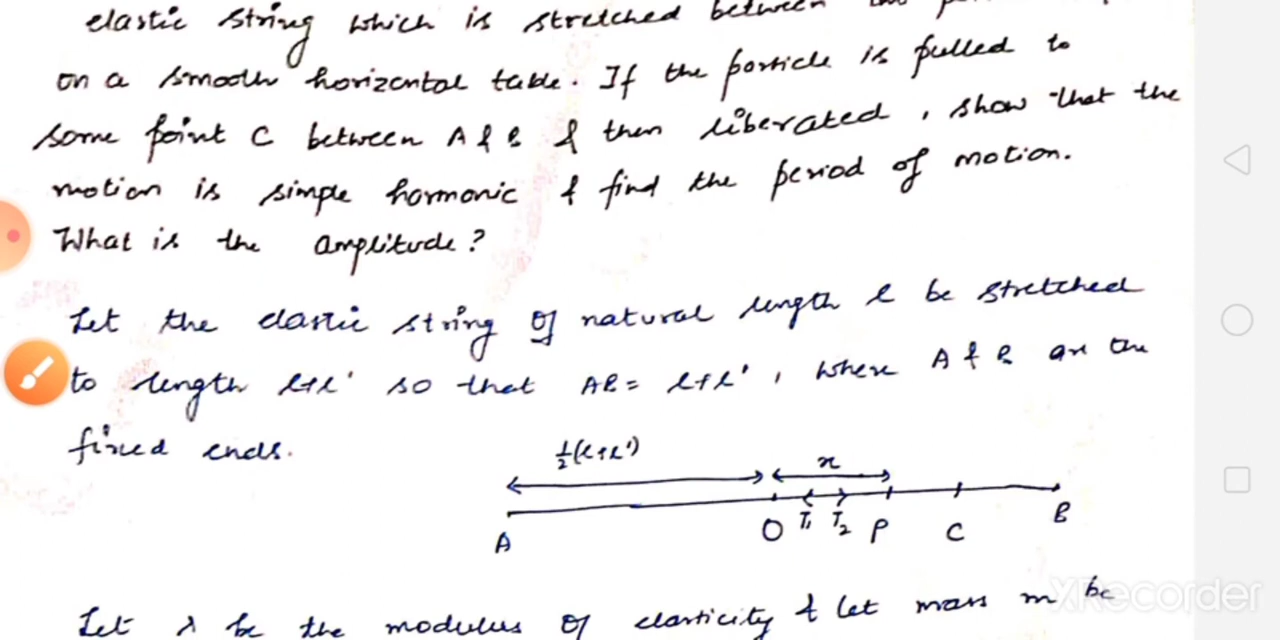 elastic string which is stretched between
on a smooth horizontal table. If the particle is pulled to
some point C between A & B & then liberated, show that the
motion is simple harmonic & find the period of motion.
What is the amplitude?
Let the elastic string of natural length l be stretched
to length l+l' so that AB = l+l', where A & B are the
fixed ends.
1/2(l+l')
x
A O T₁ T₂ P C B
Let λ be the modulus of elasticity & let mass m be
XRecorder